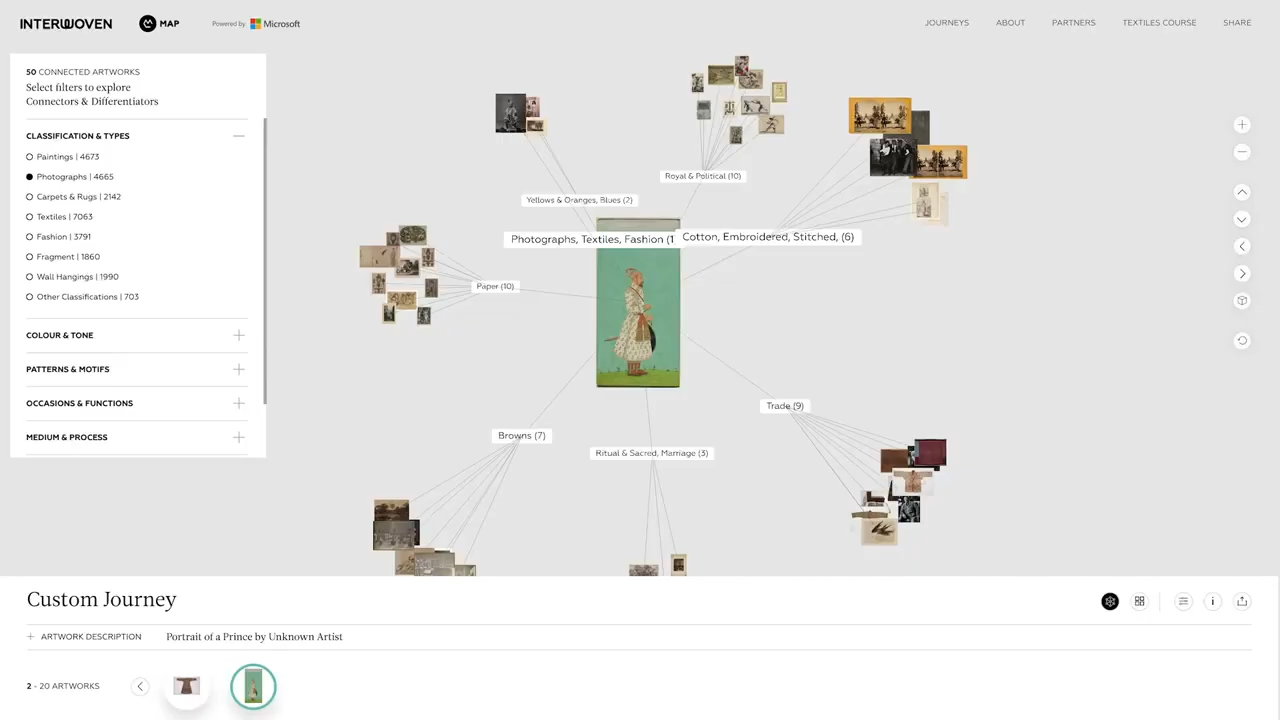 INTERWOVEN
MAP
Powered by Microsoft
JOURNEYS
ABOUT
PARTNERS
TEXTILES COURSE
SHARE
50 CONNECTED ARTWORKS
Select filters to explore
Connectors & Differentiators
CLASSIFICATION & TYPES
Paintings | 4673
Photographs | 4665
Carpets & Rugs | 2142
Textiles | 7063
Fashion | 3791
Fragment | 1860
Wall Hangings | 1990
Other Classifications | 703
COLOUR & TONE
PATTERNS & MOTIFS
OCCASIONS & FUNCTIONS
MEDIUM & PROCESS
Royal & Political (10)
Yellows & Oranges, Blues (2)
Photographs, Textiles, Fashion (1
Cotton, Embroidered, Stitched, (6)
Paper (10)
Trade (9)
Browns (7)
Ritual & Sacred, Marriage (3)
Custom Journey
ARTWORK DESCRIPTION
Portrait of a Prince by Unknown Artist
2 - 20 ARTWORKS